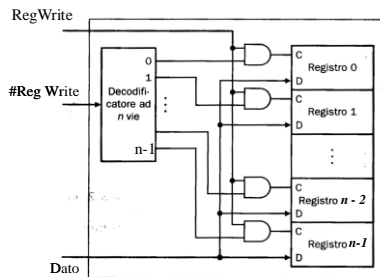 RegWrite
0
C
Registro 0
1
D
#Reg Write
Decodifi-
catore ad
n vie
C
Registro 1
D
n-1
C
Registro n - 2
D
C
Registro n-1
D
Dato